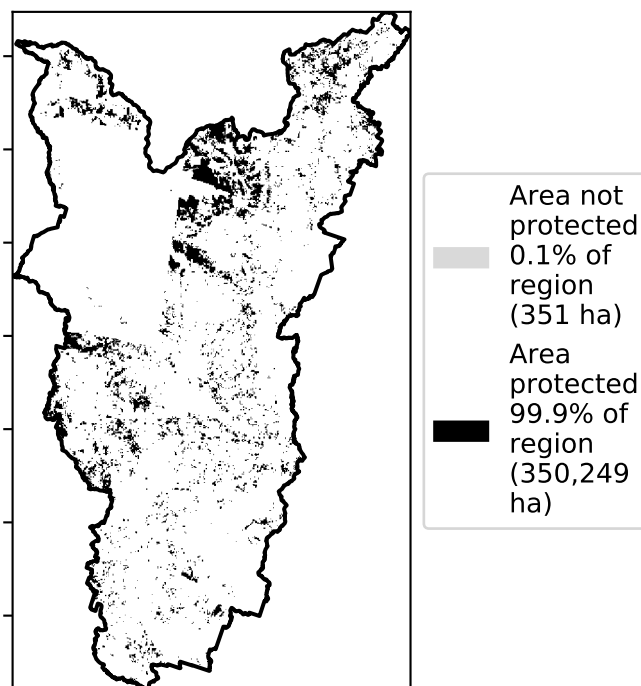 Area not
protected
0.1% of
region
(351 ha)
Area
protected
99.9% of
region
(350,249
ha)